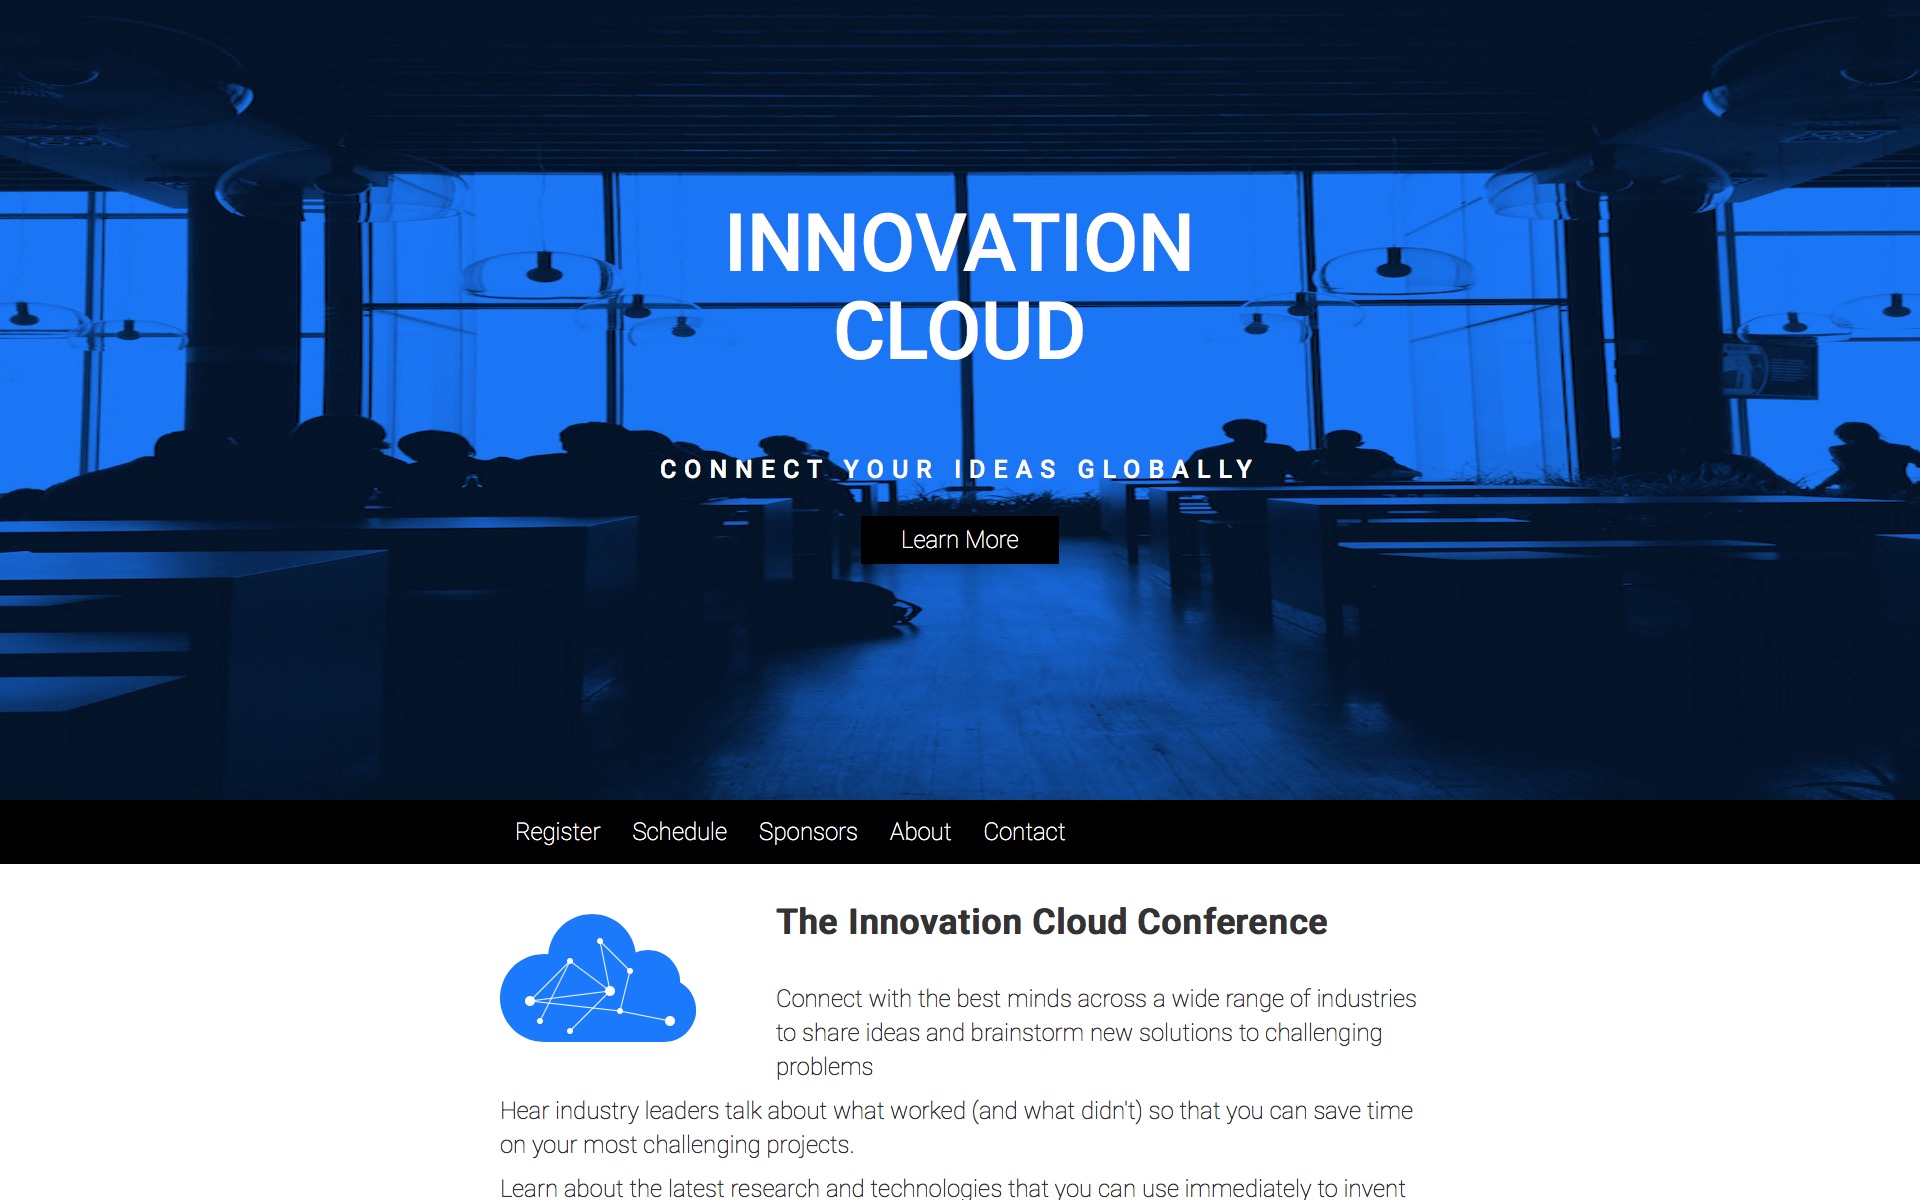 INNOVATION
CLOUD
CONNECT YOUR IDEAS GLOBALLY
Learn More
Register Schedule Sponsors About Contact
The Innovation Cloud Conference
Connect with the best minds across a wide range of industries
to share ideas and brainstorm new solutions to challenging
problems
Hear industry leaders talk about what worked (and what didn't) so that you can save time
on your most challenging projects.
Learn about the latest research and technologies that you can use immediately to invent